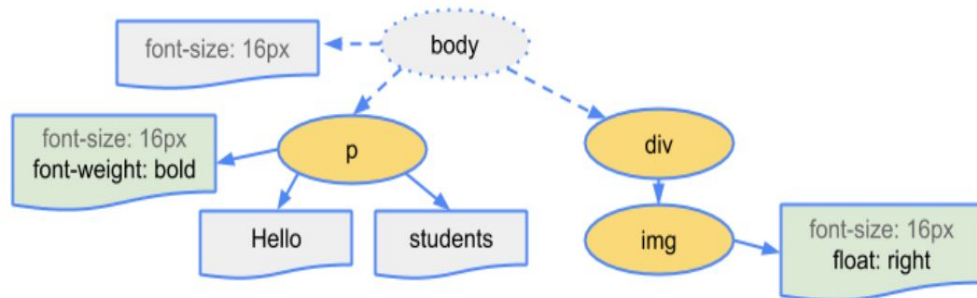 body
font-size: 16px
font-size: 16px
font-weight: bold
p
div
Hello
students
img
font-size: 16px
float: right